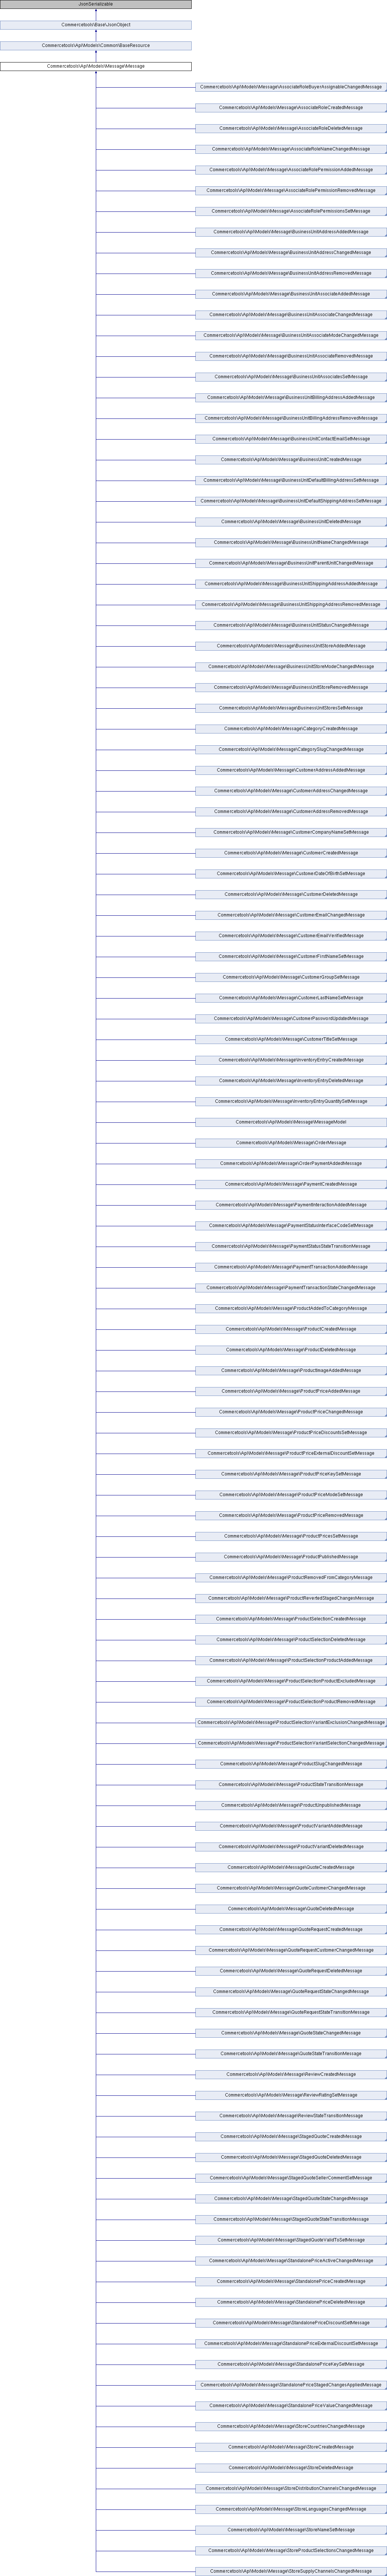 JsonSerializable
Commercetools\Base\JsonObject
Commercetools\Api\Models\Common\BaseResource
Commercetools\Api\Models\Message\Message
Commercetools\Api\Models\Message\AssociateRoleBuyerAssignableChangedMessage
Commercetools\Api\Models\Message\AssociateRoleCreatedMessage
Commercetools\Api\Models\Message\AssociateRoleDeletedMessage
Commercetools\Api\Models\Message\AssociateRoleNameChangedMessage
Commercetools\Api\Models\Message\AssociateRolePermissionAddedMessage
Commercetools\Api\Models\Message\AssociateRolePermissionRemovedMessage
Commercetools\Api\Models\Message\AssociateRolePermissionsSetMessage
Commercetools\Api\Models\Message\BusinessUnitAddressAddedMessage
Commercetools\Api\Models\Message\BusinessUnitAddressChangedMessage
Commercetools\Api\Models\Message\BusinessUnitAddressRemovedMessage
Commercetools\Api\Models\Message\BusinessUnitAssociateAddedMessage
Commercetools\Api\Models\Message\BusinessUnitAssociateChangedMessage
Commercetools\Api\Models\Message\BusinessUnitAssociateModeChangedMessage
Commercetools\Api\Models\Message\BusinessUnitAssociateRemovedMessage
Commercetools\Api\Models\Message\BusinessUnitAssociatesSetMessage
Commercetools\Api\Models\Message\BusinessUnitBillingAddressAddedMessage
Commercetools\Api\Models\Message\BusinessUnitBillingAddressRemovedMessage
Commercetools\Api\Models\Message\BusinessUnitContactEmailSetMessage
Commercetools\Api\Models\Message\BusinessUnitCreatedMessage
Commercetools\Api\Models\Message\BusinessUnitDefaultBillingAddressSetMessage
Commercetools\Api\Models\Message\BusinessUnitDefaultShippingAddressSetMessage
Commercetools\Api\Models\Message\BusinessUnitDeletedMessage
Commercetools\Api\Models\Message\BusinessUnitNameChangedMessage
Commercetools\Api\Models\Message\BusinessUnitParentUnitChangedMessage
Commercetools\Api\Models\Message\BusinessUnitShippingAddressAddedMessage
Commercetools\Api\Models\Message\BusinessUnitShippingAddressRemovedMessage
Commercetools\Api\Models\Message\BusinessUnitStatusChangedMessage
Commercetools\Api\Models\Message\BusinessUnitStoreAddedMessage
Commercetools\Api\Models\Message\BusinessUnitStoreModeChangedMessage
Commercetools\Api\Models\Message\BusinessUnitStoreRemovedMessage
Commercetools\Api\Models\Message\BusinessUnitStoresSetMessage
Commercetools\Api\Models\Message\CategoryCreatedMessage
Commercetools\Api\Models\Message\CategorySlugChangedMessage
Commercetools\Api\Models\Message\CustomerAddressAddedMessage
Commercetools\Api\Models\Message\CustomerAddressChangedMessage
Commercetools\Api\Models\Message\CustomerAddressRemovedMessage
Commercetools\Api\Models\Message\CustomerCompanyNameSetMessage
Commercetools\Api\Models\Message\CustomerCreatedMessage
Commercetools\Api\Models\Message\CustomerDateOfBirthSetMessage
Commercetools\Api\Models\Message\CustomerDeletedMessage
Commercetools\Api\Models\Message\CustomerEmailChangedMessage
Commercetools\Api\Models\Message\CustomerEmailVerifiedMessage
Commercetools\Api\Models\Message\CustomerFirstNameSetMessage
Commercetools\Api\Models\Message\CustomerGroupSetMessage
Commercetools\Api\Models\Message\CustomerLastNameSetMessage
Commercetools\Api\Models\Message\CustomerPasswordUpdatedMessage
Commercetools\Api\Models\Message\CustomerTitleSetMessage
Commercetools\Api\Models\Message\InventoryEntryCreatedMessage
Commercetools\Api\Models\Message\InventoryEntryDeletedMessage
Commercetools\Api\Models\Message\InventoryEntryQuantitySetMessage
Commercetools\Api\Models\Message\MessageModel
Commercetools\Api\Models\Message\OrderMessage
Commercetools\Api\Models\Message\OrderPaymentAddedMessage
Commercetools\Api\Models\Message\PaymentCreatedMessage
Commercetools\Api\Models\Message\PaymentInteractionAddedMessage
Commercetools\Api\Models\Message\PaymentStatusInterfaceCodeSetMessage
Commercetools\Api\Models\Message\PaymentStatusStateTransitionMessage
Commercetools\Api\Models\Message\PaymentTransactionAddedMessage
Commercetools\Api\Models\Message\PaymentTransactionStateChangedMessage
Commercetools\Api\Models\Message\ProductAddedToCategoryMessage
Commercetools\Api\Models\Message\ProductCreatedMessage
Commercetools\Api\Models\Message\ProductDeletedMessage
Commercetools\Api\Models\Message\ProductImageAddedMessage
Commercetools\Api\Models\Message\ProductPriceAddedMessage
Commercetools\Api\Models\Message\ProductPriceChangedMessage
Commercetools\Api\Models\Message\ProductPriceDiscountsSetMessage
Commercetools\Api\Models\Message\ProductPriceExternalDiscountSetMessage
Commercetools\Api\Models\Message\ProductPriceKeySetMessage
Commercetools\Api\Models\Message\ProductPriceModeSetMessage
Commercetools\Api\Models\Message\ProductPriceRemovedMessage
Commercetools\Api\Models\Message\ProductPricesSetMessage
Commercetools\Api\Models\Message\ProductPublishedMessage
Commercetools\Api\Models\Message\ProductRemovedFromCategoryMessage
Commercetools\Api\Models\Message\ProductRevertedStagedChangesMessage
Commercetools\Api\Models\Message\ProductSelectionCreatedMessage
Commercetools\Api\Models\Message\ProductSelectionDeletedMessage
Commercetools\Api\Models\Message\ProductSelectionProductAddedMessage
Commercetools\Api\Models\Message\ProductSelectionProductExcludedMessage
Commercetools\Api\Models\Message\ProductSelectionProductRemovedMessage
Commercetools\Api\Models\Message\ProductSelectionVariantExclusionChangedMessage
Commercetools\Api\Models\Message\ProductSelectionVariantSelectionChangedMessage
Commercetools\Api\Models\Message\ProductSlugChangedMessage
Commercetools\Api\Models\Message\ProductStateTransitionMessage
Commercetools\Api\Models\Message\ProductUnpublishedMessage
Commercetools\Api\Models\Message\ProductVariantAddedMessage
Commercetools\Api\Models\Message\ProductVariantDeletedMessage
Commercetools\Api\Models\Message\QuoteCreatedMessage
Commercetools\Api\Models\Message\QuoteCustomerChangedMessage
Commercetools\Api\Models\Message\QuoteDeletedMessage
Commercetools\Api\Models\Message\QuoteRequestCreatedMessage
Commercetools\Api\Models\Message\QuoteRequestCustomerChangedMessage
Commercetools\Api\Models\Message\QuoteRequestDeletedMessage
Commercetools\Api\Models\Message\QuoteRequestStateChangedMessage
Commercetools\Api\Models\Message\QuoteRequestStateTransitionMessage
Commercetools\Api\Models\Message\QuoteStateChangedMessage
Commercetools\Api\Models\Message\QuoteStateTransitionMessage
Commercetools\Api\Models\Message\ReviewCreatedMessage
Commercetools\Api\Models\Message\ReviewRatingSetMessage
Commercetools\Api\Models\Message\ReviewStateTransitionMessage
Commercetools\Api\Models\Message\StagedQuoteCreatedMessage
Commercetools\Api\Models\Message\StagedQuoteDeletedMessage
Commercetools\Api\Models\Message\StagedQuoteSellerCommentSetMessage
Commercetools\Api\Models\Message\StagedQuoteStateChangedMessage
Commercetools\Api\Models\Message\StagedQuoteStateTransitionMessage
Commercetools\Api\Models\Message\StagedQuoteValidToSetMessage
Commercetools\Api\Models\Message\StandalonePriceActiveChangedMessage
Commercetools\Api\Models\Message\StandalonePriceCreatedMessage
Commercetools\Api\Models\Message\StandalonePriceDeletedMessage
Commercetools\Api\Models\Message\StandalonePriceDiscountSetMessage
Commercetools\Api\Models\Message\StandalonePriceExternalDiscountSetMessage
Commercetools\Api\Models\Message\StandalonePriceKeySetMessage
Commercetools\Api\Models\Message\StandalonePriceStagedChangesAppliedMessage
Commercetools\Api\Models\Message\StandalonePriceValueChangedMessage
Commercetools\Api\Models\Message\StoreCountriesChangedMessage
Commercetools\Api\Models\Message\StoreCreatedMessage
Commercetools\Api\Models\Message\StoreDeletedMessage
Commercetools\Api\Models\Message\StoreDistributionChannelsChangedMessage
Commercetools\Api\Models\Message\StoreLanguagesChangedMessage
Commercetools\Api\Models\Message\StoreNameSetMessage
Commercetools\Api\Models\Message\StoreProductSelectionsChangedMessage
Commercetools\Api\Models\Message\StoreSupplyChannelsChangedMessage